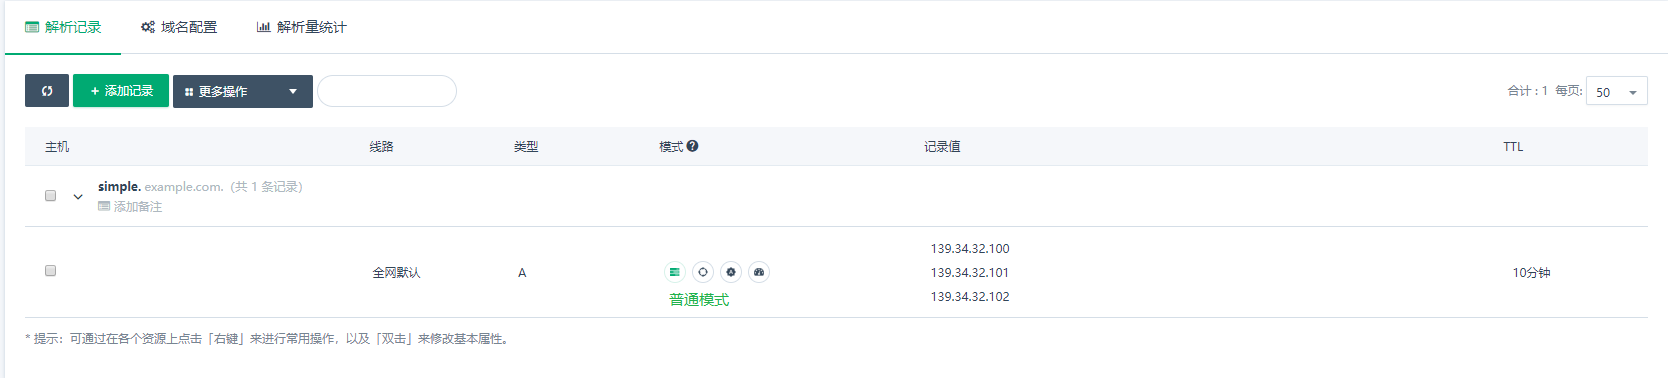 解析记录 域名配置 解析量统计
添加记录 更多操作 合计 : 1 每页: 50
主机 线路 类型 模式 记录值 TTL
simple. example.com. (共 1 条记录)
添加备注
139.34.32.100
全网默认 A 139.34.32.101 10分钟
139.34.32.102
普通模式
* 提示：可通过在各个资源上点击「右键」来进行常用操作，以及「双击」来修改基本属性。